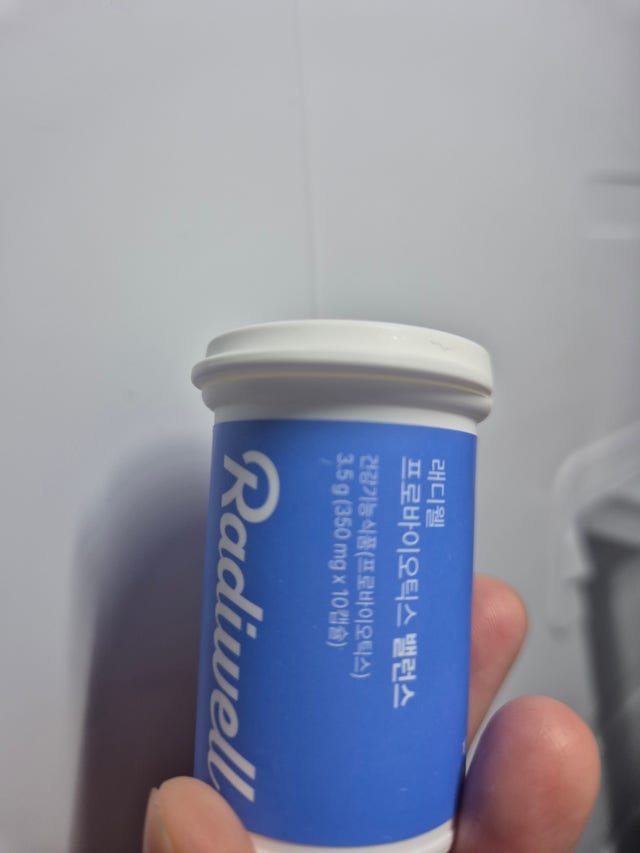 래디웰
프로바이오틱스 밸런스
건강기능식품(프로바이오틱스)
3.5 g (350 mg x 10캡슐)
Radiwell